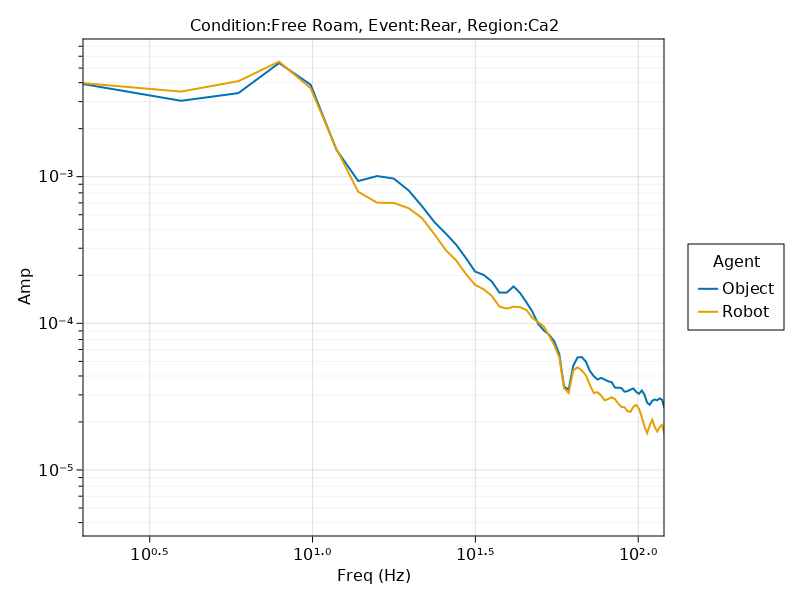 Condition:Free Roam, Event:Rear, Region:Ca2
Amp
10⁻³
10⁻⁴
10⁻⁵
10⁰·⁵
10¹·⁰
10¹·⁵
10²·⁰
Freq (Hz)
Agent
Object
Robot